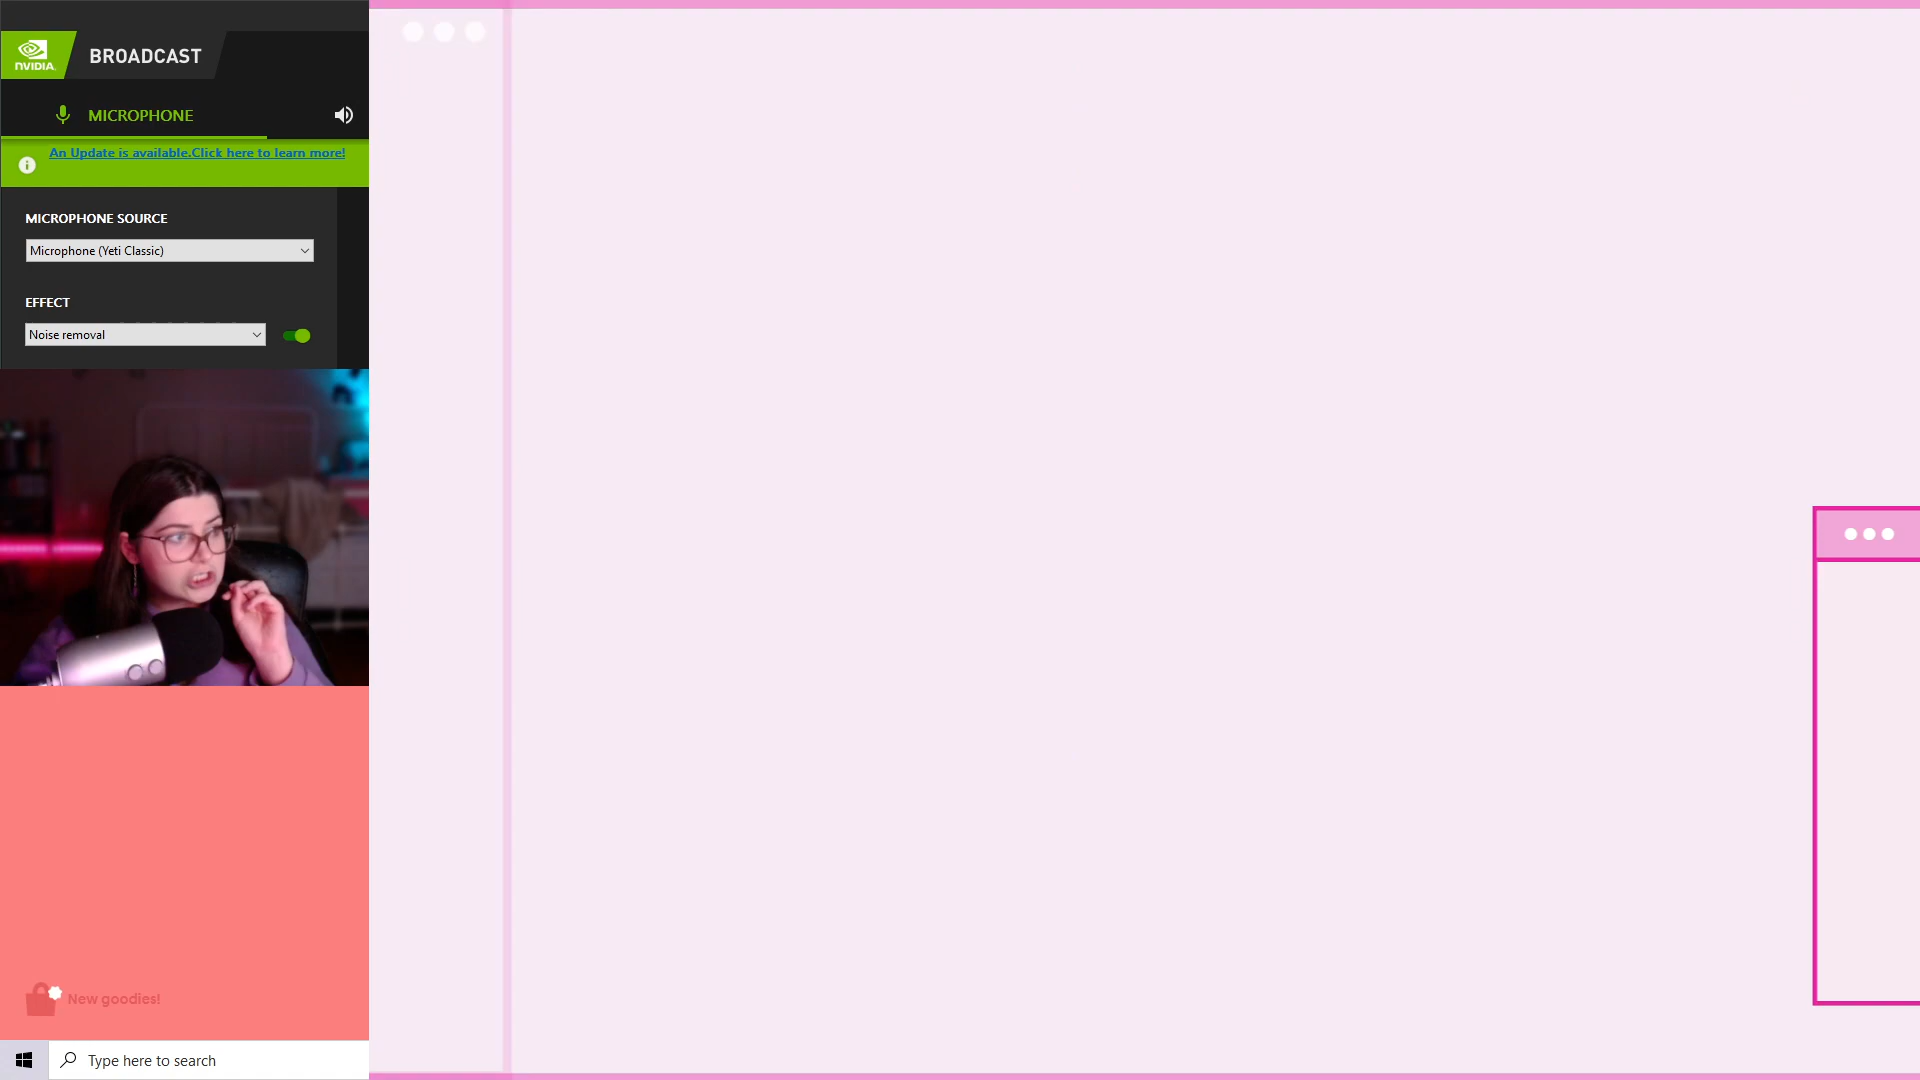 NVIDIA.
BROADCAST
MICROPHONE
An Update is available.Click here to learn more!
MICROPHONE SOURCE
Microphone (Yeti Classic)
EFFECT
Noise removal
New goodies!
Type here to search